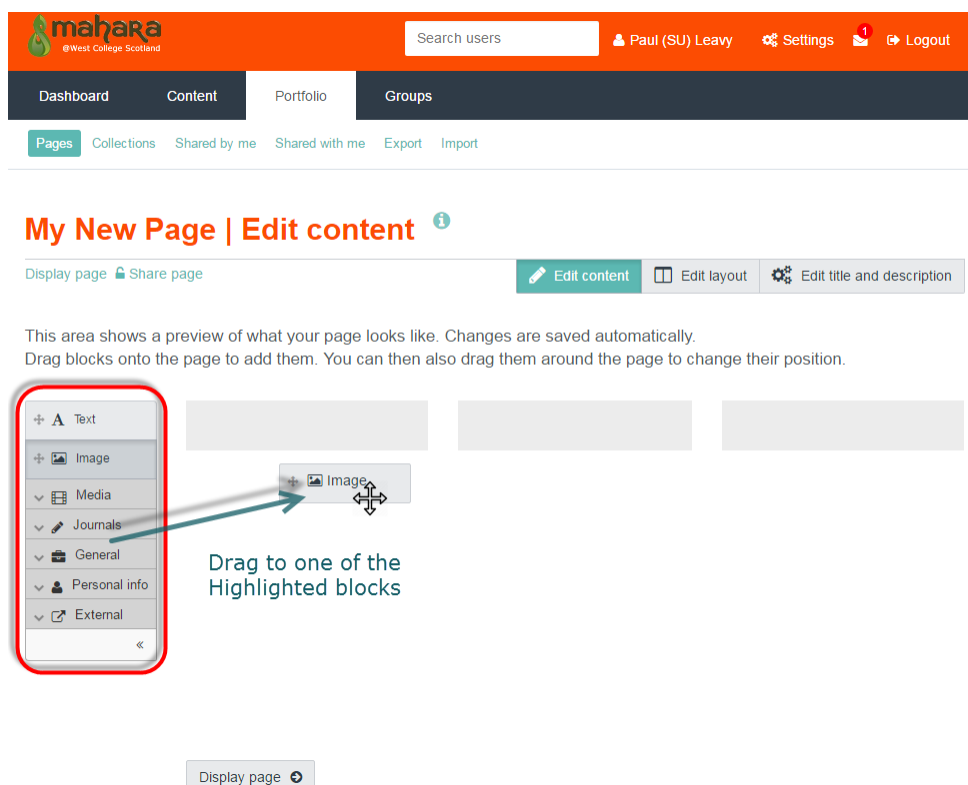 mahara
@West College Scotland
Search users
Paul (SU) Leavy
Settings
1
Logout
Dashboard
Content
Portfolio
Groups
Pages
Collections
Shared by me
Shared with me
Export
Import
My New Page | Edit content
Display page
Share page
Edit content
Edit layout
Edit title and description
This area shows a preview of what your page looks like. Changes are saved automatically.
Drag blocks onto the page to add them. You can then also drag them around the page to change their position.
Text
Image
Media
Journals
General
Personal info
External
«
Image
Drag to one of the
Highlighted blocks
Display page